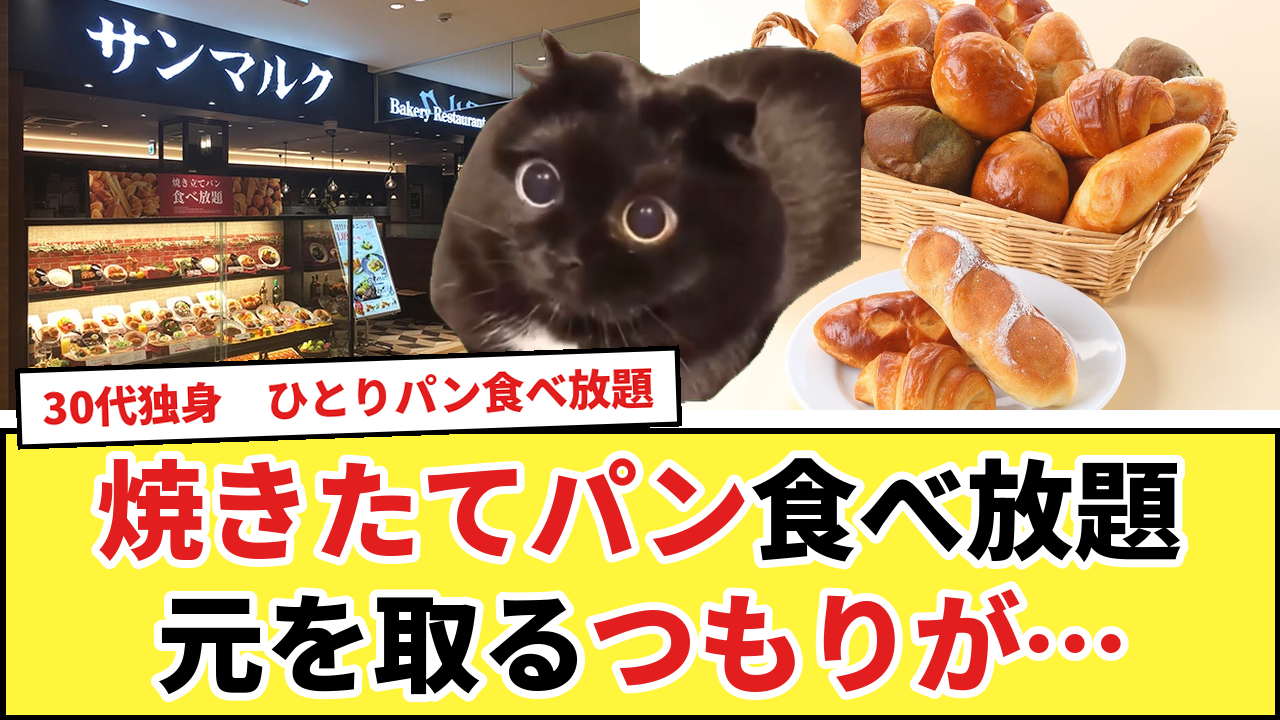 サンマルク
Bakery Restaurant
焼き立てパン
食べ放題
30代独身　ひとりパン食べ放題
焼きたてパン食べ放題
元を取るつもりが…